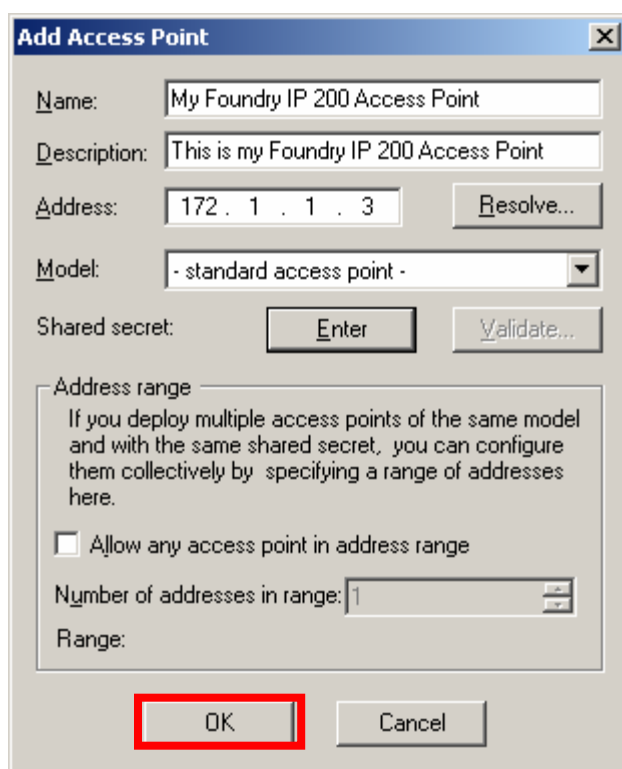 Add Access Point
Name: My Foundry IP 200 Access Point
Description: This is my Foundry IP 200 Access Point
Address: 172 . 1 . 1 . 3 Resolve...
Model: - standard access point -
Shared secret: Enter Validate...
Address range
If you deploy multiple access points of the same model
and with the same shared secret, you can configure
them collectively by specifying a range of addresses
here.
Allow any access point in address range
Number of addresses in range: 1
Range:
OK Cancel